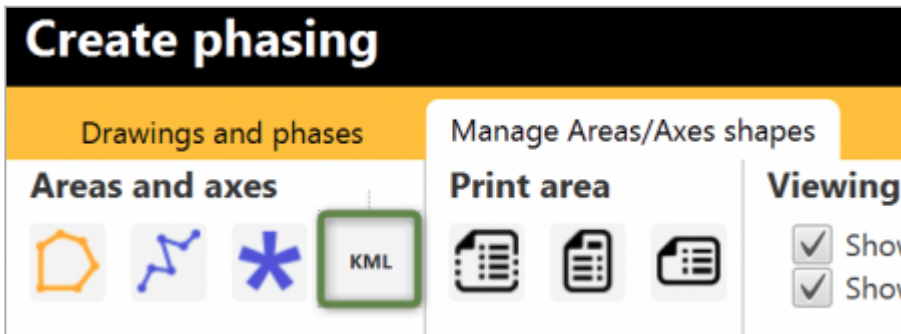 Create phasing
Drawings and phases
Manage Areas/Axes shapes
Areas and axes
Print area
Viewing
KML